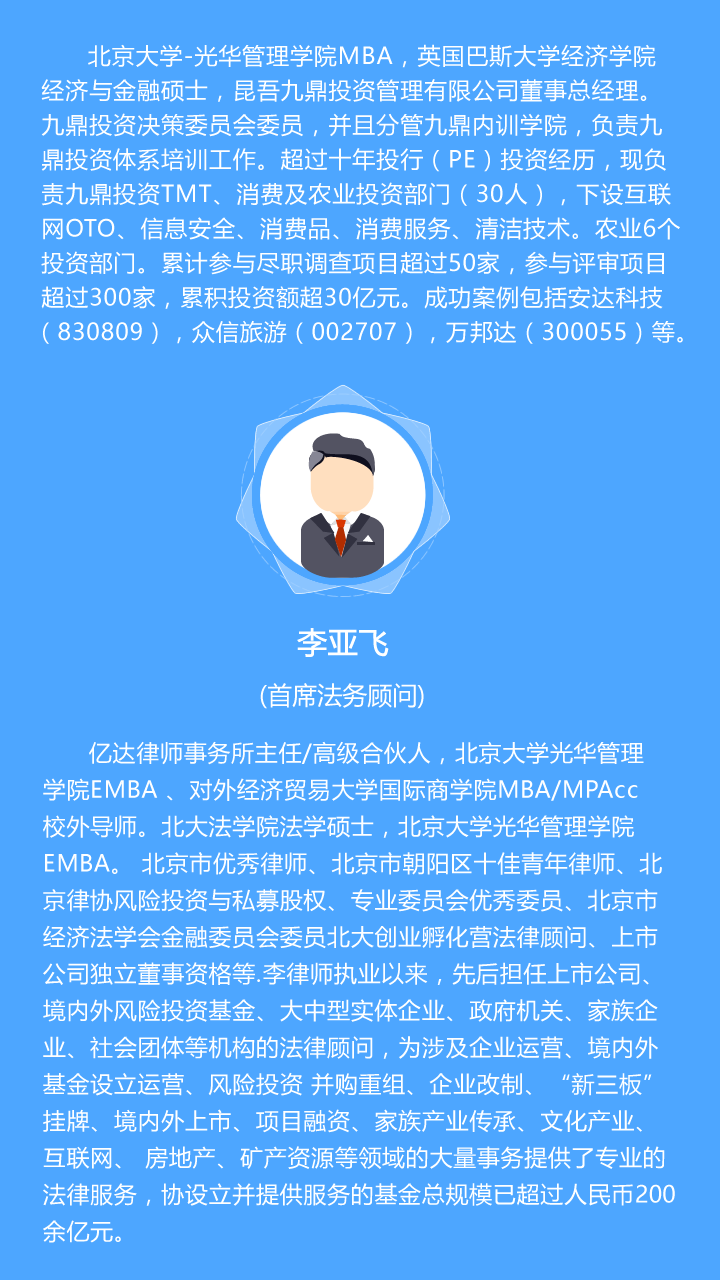 北京大学-光华管理学院MBA，英国巴斯大学经济学院
经济与金融硕士，昆吾九鼎投资管理有限公司董事总经理。
九鼎投资决策委员会委员，并且分管九鼎内训学院，负责九
鼎投资体系培训工作。超过十年投行（PE）投资经历，现负
责九鼎投资TMT、消费及农业投资部门（30人），下设互联
网OTO、信息安全、消费品、消费服务、清洁技术。农业6个
投资部门。累计参与尽职调查项目超过50家，参与评审项目
超过300家，累积投资额超30亿元。成功案例包括安达科技
（830809），众信旅游（002707），万邦达（300055）等。
李亚飞
(首席法务顾问)
亿达律师事务所主任/高级合伙人，北京大学光华管理
学院EMBA 、对外经济贸易大学国际商学院MBA/MPAcc
校外导师。北大法学院法学硕士，北京大学光华管理学院
EMBA。 北京市优秀律师、北京市朝阳区十佳青年律师、北
京律协风险投资与私募股权、专业委员会优秀委员、北京市
经济法学会金融委员会委员北大创业孵化营法律顾问、上市
公司独立董事资格等.李律师执业以来，先后担任上市公司、
境内外风险投资基金、大中型实体企业、政府机关、家族企
业、社会团体等机构的法律顾问，为涉及企业运营、境内外
基金设立运营、风险投资 并购重组、企业改制、“新三板”
挂牌、境内外上市、项目融资、家族产业传承、文化产业、
互联网、 房地产、矿产资源等领域的大量事务提供了专业的
法律服务，协设立并提供服务的基金总规模已超过人民币200
余亿元。